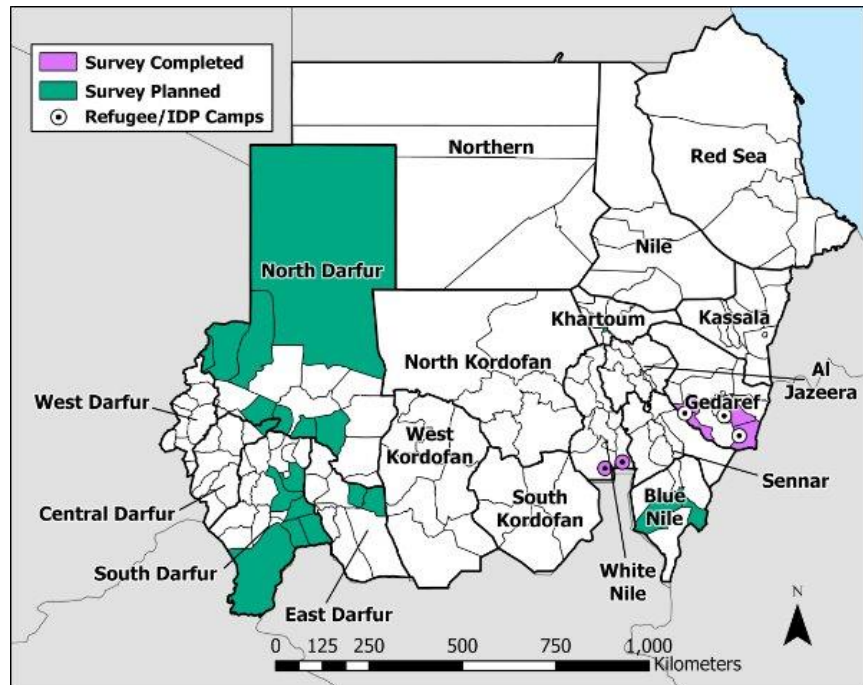 Survey Completed
Survey Planned
Refugee/IDP Camps
Northern
Red Sea
North Darfur
Nile
Khartoum
Kassala
North Kordofan
Al
Jazeera
West Darfur
Gedaref
West
Kordofan
Sennar
Central Darfur
South
Kordofan
Blue
Nile
South Darfur
White
Nile
East Darfur
N
0 125 250 500 750 1,000
Kilometers